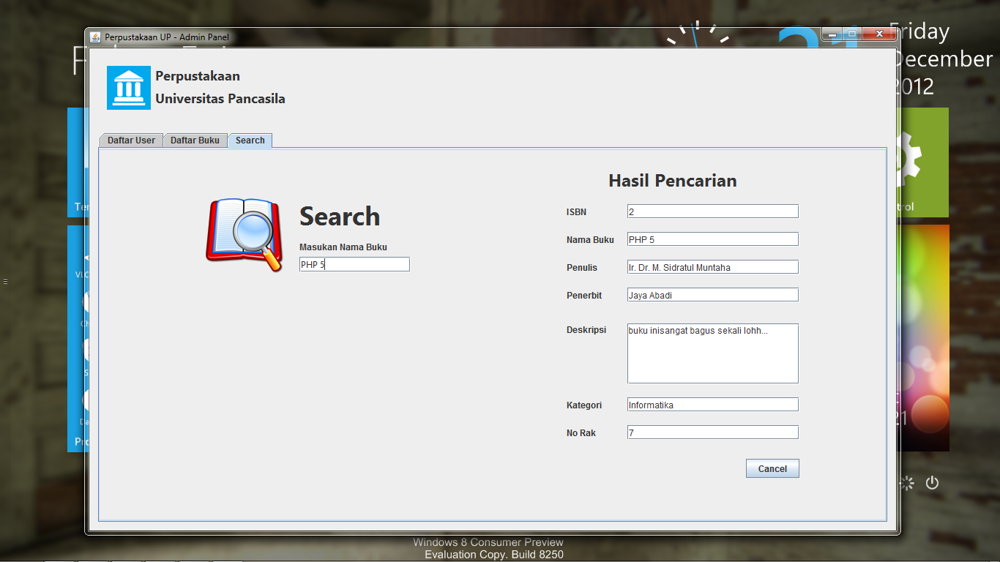 Perpustakaan UP - Admin Panel
Friday
December
2012
Perpustakaan
Universitas Pancasila
Daftar User
Daftar Buku
Search
Search
Masukan Nama Buku
PHP 5
Hasil Pencarian
ISBN
2
Nama Buku
PHP 5
Penulis
Ir. Dr. M. Sidratul Muntaha
Penerbit
Jaya Abadi
Deskripsi
buku inisangat bagus sekali lohh...
Kategori
Informatika
No Rak
7
Cancel
21
Windows 8 Consumer Preview
Evaluation Copy. Build 8250